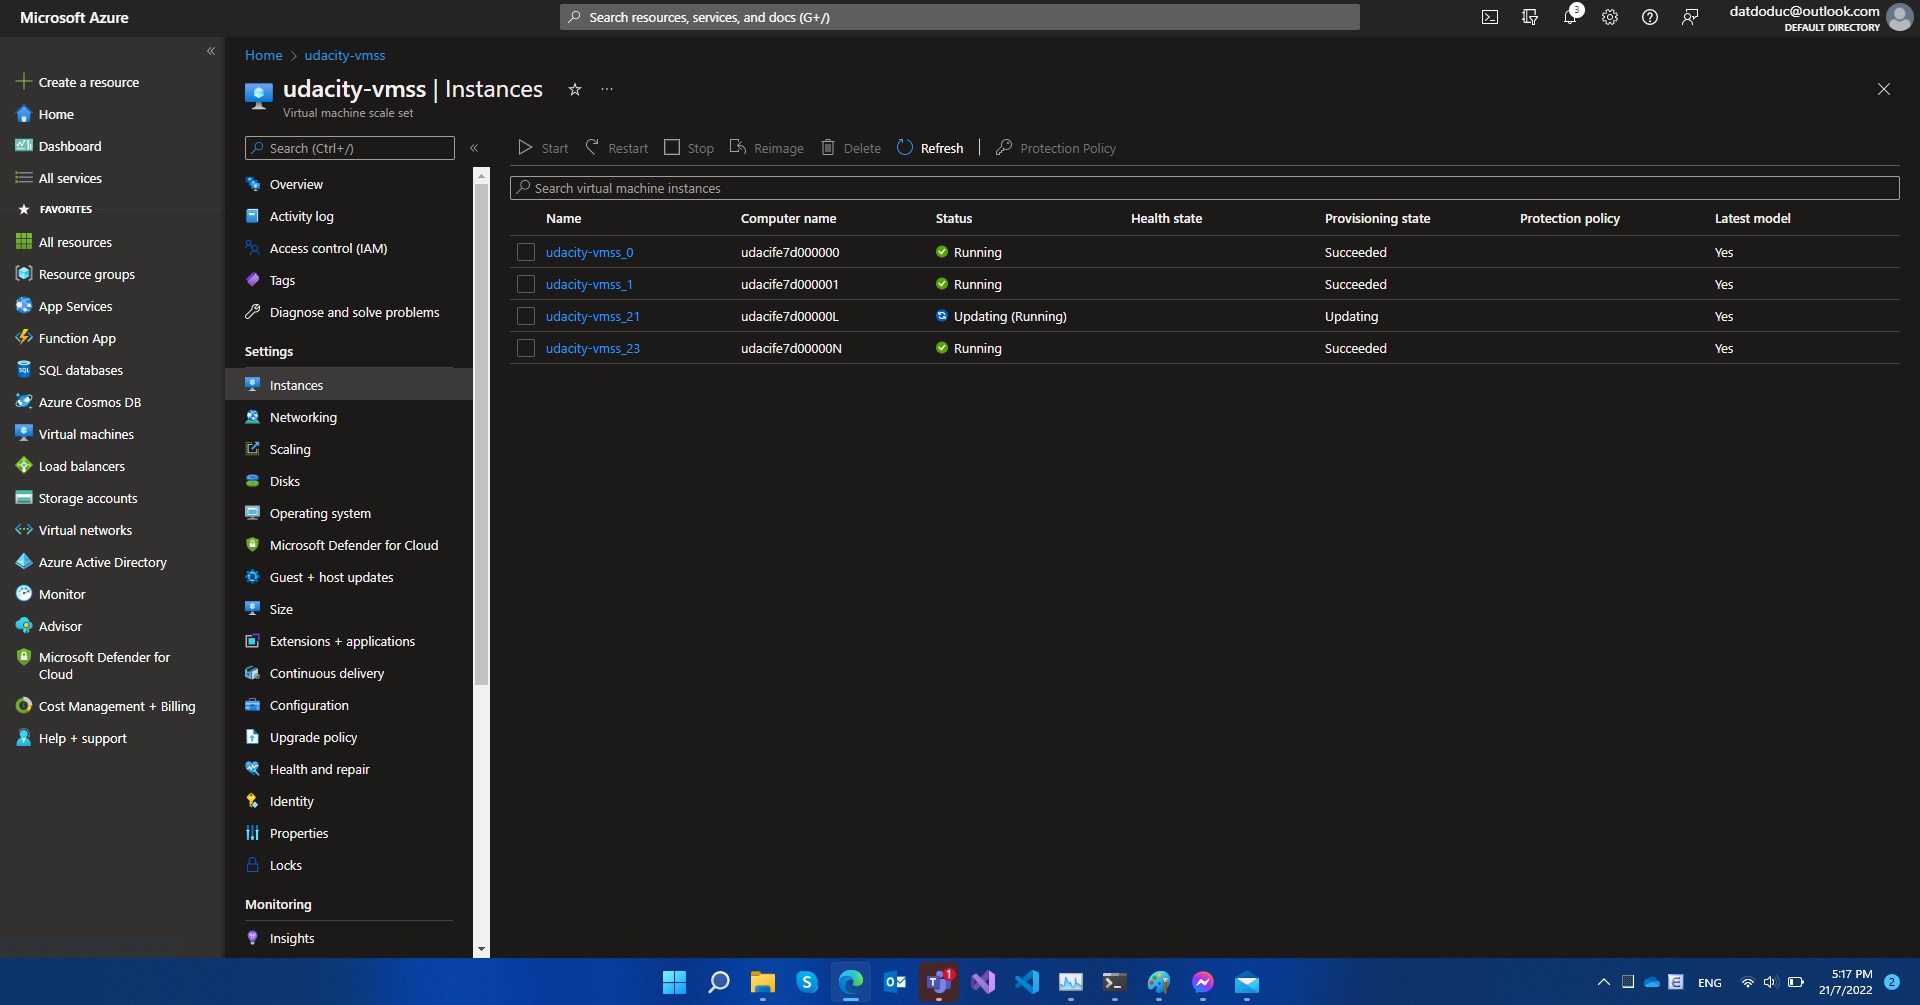 Microsoft Azure
Search resources, services, and docs (G+/)
3
datdoduc@outlook.com
DEFAULT DIRECTORY
Create a resource
Home
Dashboard
All services
FAVORITES
All resources
Resource groups
App Services
Function App
SQL databases
Azure Cosmos DB
Virtual machines
Load balancers
Storage accounts
Virtual networks
Azure Active Directory
Monitor
Advisor
Microsoft Defender for
Cloud
Cost Management + Billing
Help + support
Home > udacity-vmss
udacity-vmss | Instances
Virtual machine scale set
Search (Ctrl+/)
Overview
Activity log
Access control (IAM)
Tags
Diagnose and solve problems
Settings
Instances
Networking
Scaling
Disks
Operating system
Microsoft Defender for Cloud
Guest + host updates
Size
Extensions + applications
Continuous delivery
Configuration
Upgrade policy
Health and repair
Identity
Properties
Locks
Monitoring
Insights
Start Restart Stop Reimage Delete Refresh Protection Policy
Search virtual machine instances
Name Computer name Status Health state Provisioning state Protection policy Latest model
udacity-vmss_0 udacife7d000000 Running Succeeded Yes
udacity-vmss_1 udacife7d000001 Running Succeeded Yes
udacity-vmss_21 udacife7d00000L Updating (Running) Updating Yes
udacity-vmss_23 udacife7d00000N Running Succeeded Yes
1
ENG
5:17 PM
21/7/2022
2